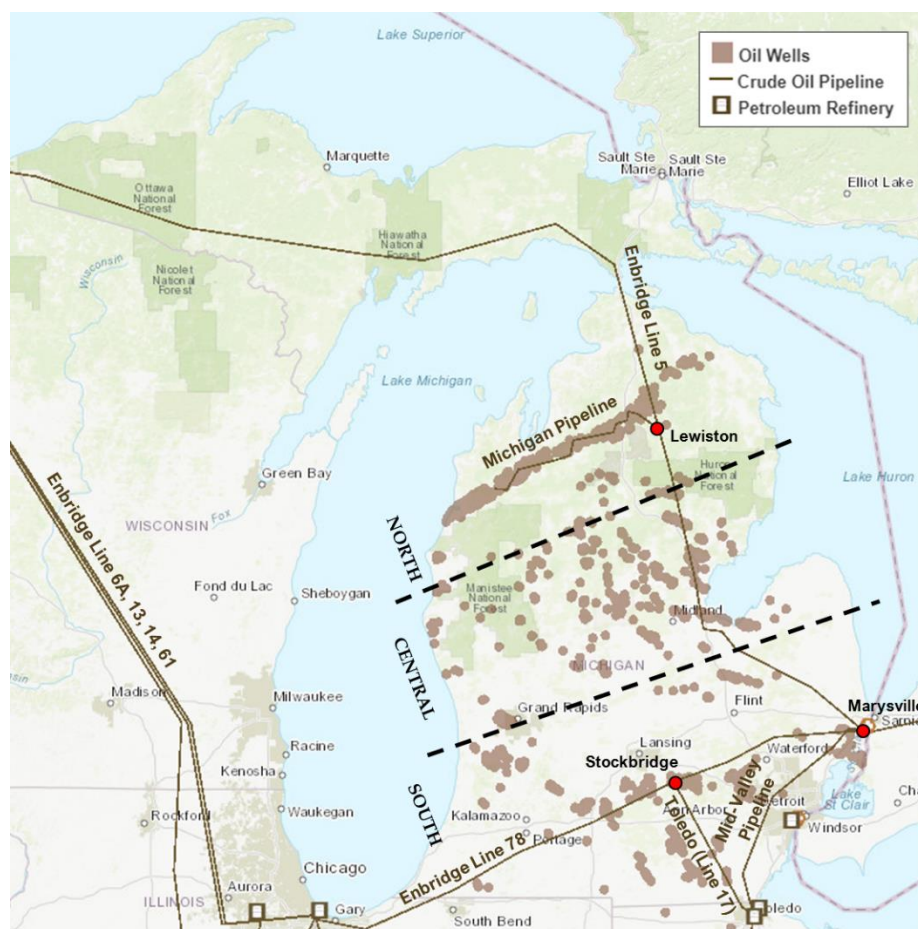 Lake Superior
Oil Wells
Crude Oil Pipeline
Petroleum Refinery
Marquette
Sault Ste
Marie
Sault Ste
Marie
Elliot Lake
Ottawa
National
Forest
Hiawatha
National
Forest
Nicolet
National
Forest
Wisconsin
Enbridge Line 5
Lake Michigan
Michigan Pipeline
Lewiston
Green Bay
Huron
National
Forest
Lake Huron
WISCONSIN
Fox
Enbridge Line 6A, 13, 14, 61
NORTH
Fond du Lac
Sheboygan
Manistee
National
Forest
Midland
CENTRAL
MICHIGAN
Madison
Milwaukee
Grand Rapids
Flint
Marysville
Sarni
Racine
Lansing
Kenosha
Stockbridge
Waterford
Lake
St Clair
Cha
SOUTH
Waukegan
Rockford
Kalamazoo
Portage
Ann Arbor
Mid-Valley
Pipeline
Detroit
Windsor
Toledo (Line 17)
Enbridge Line 78
Chicago
Aurora
ILLINOIS
Gary
South Bend
Toledo